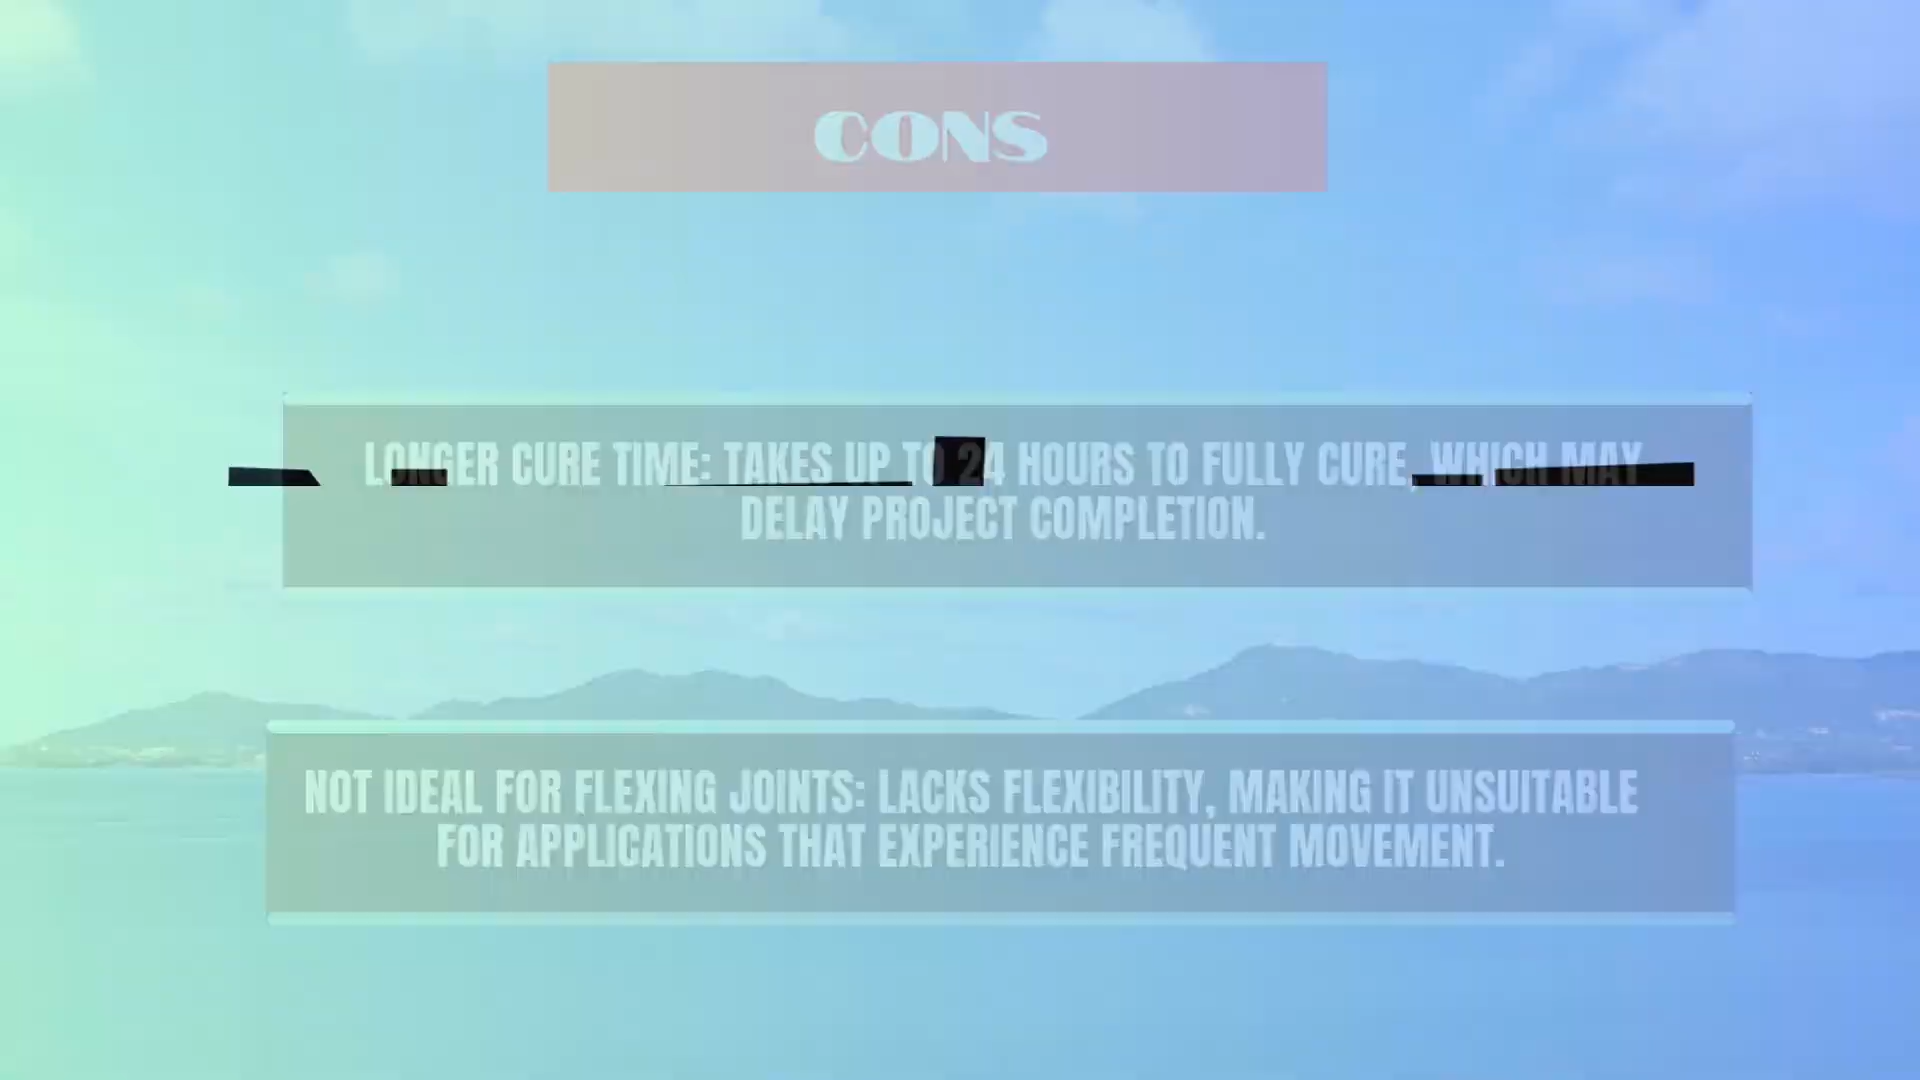 CONS
LONGER CURE TIME: TAKES UP TO 24 HOURS TO FULLY CURE, WHICH MAY
DELAY PROJECT COMPLETION.
NOT IDEAL FOR FLEXING JOINTS: LACKS FLEXIBILITY, MAKING IT UNSUITABLE
FOR APPLICATIONS THAT EXPERIENCE FREQUENT MOVEMENT.